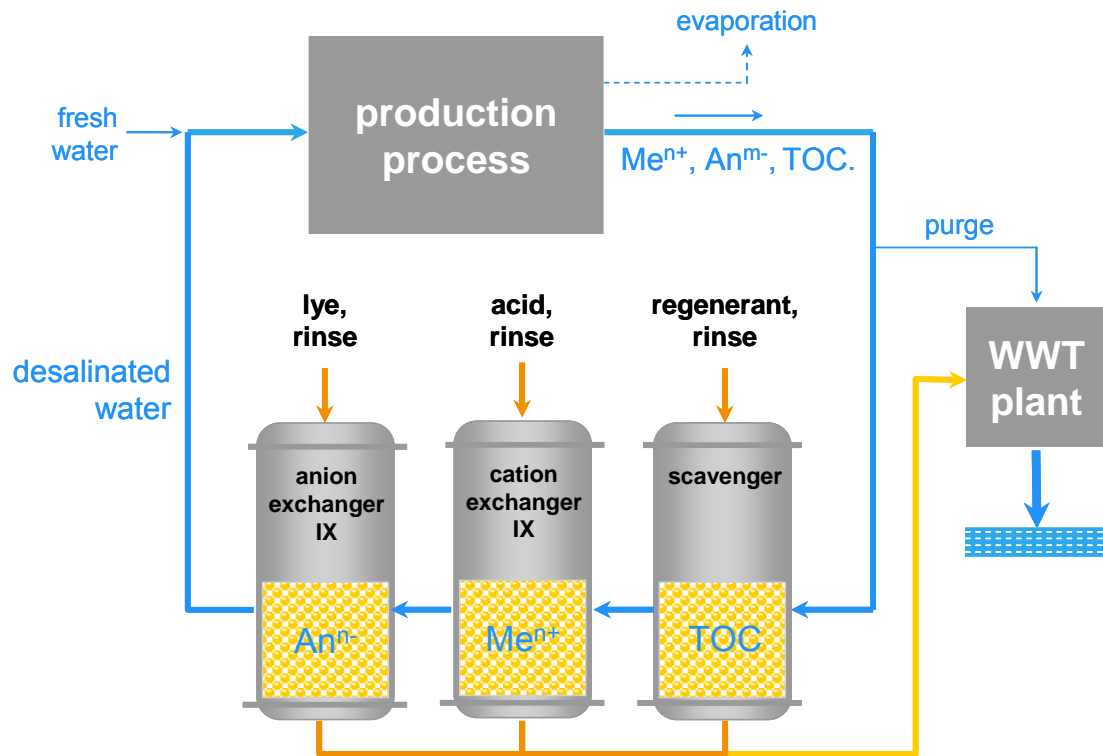 evaporation
production
process
fresh
water
Meⁿ⁺, Anᵐ⁻, TOC.
purge
lye,
rinse
acid,
rinse
regenerant,
rinse
WWT
plant
desalinated
water
anion
exchanger
IX
cation
exchanger
IX
scavenger
Anⁿ⁻
Meⁿ⁺
TOC